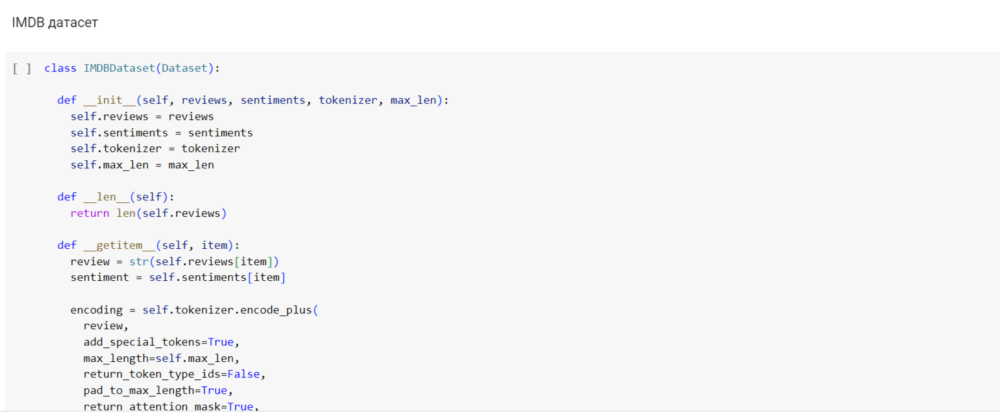 IMDB датасет
[ ] class IMDBDataset(Dataset):
def __init__(self, reviews, sentiments, tokenizer, max_len):
self.reviews = reviews
self.sentiments = sentiments
self.tokenizer = tokenizer
self.max_len = max_len
def __len__(self):
return len(self.reviews)
def __getitem__(self, item):
review = str(self.reviews[item])
sentiment = self.sentiments[item]
encoding = self.tokenizer.encode_plus(
review,
add_special_tokens=True,
max_length=self.max_len,
return_token_type_ids=False,
pad_to_max_length=True,
return_attention_mask=True,